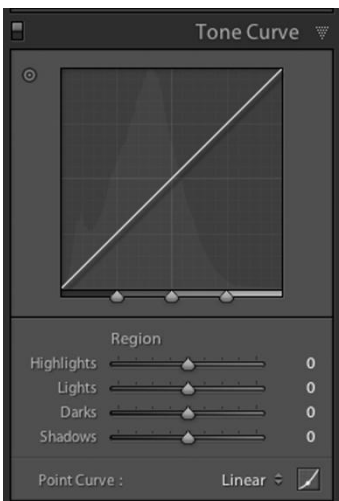 Tone Curve
Region
Highlights 0
Lights 0
Darks 0
Shadows 0
Point Curve : Linear